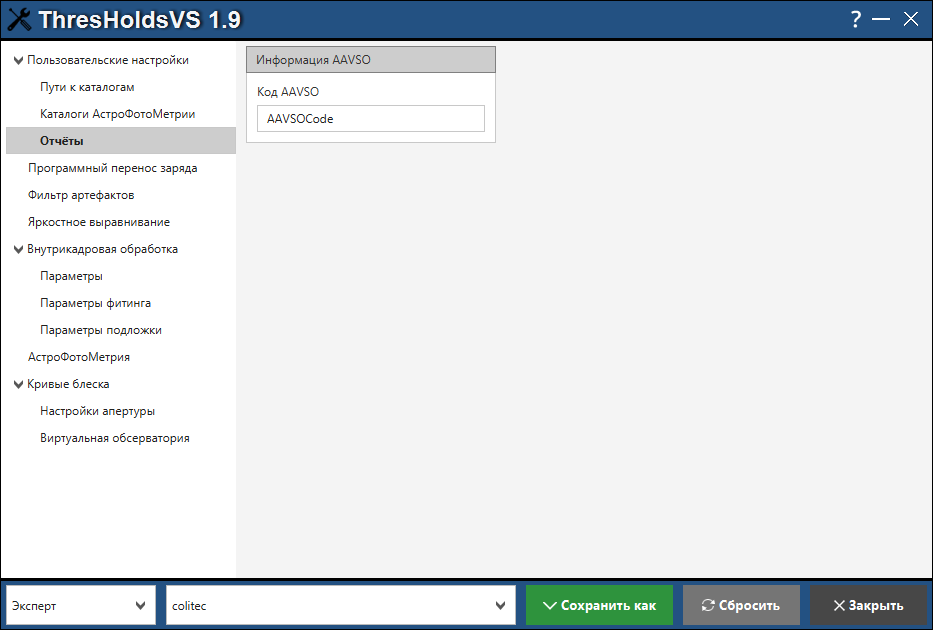 ThresHoldsVS 1.9
?
Пользовательские настройки
Пути к каталогам
Каталоги АстроФотоМетрии
Отчёты
Программный перенос заряда
Фильтр артефактов
Яркостное выравнивание
Внутрикадровая обработка
Параметры
Параметры фитинга
Параметры подложки
АстроФотоМетрия
Кривые блеска
Настройки апертуры
Виртуальная обсерватория
Информация AAVSO
Код AAVSO
AAVSOCode
Эксперт
colitec
Сохранить как
Сбросить
Закрыть